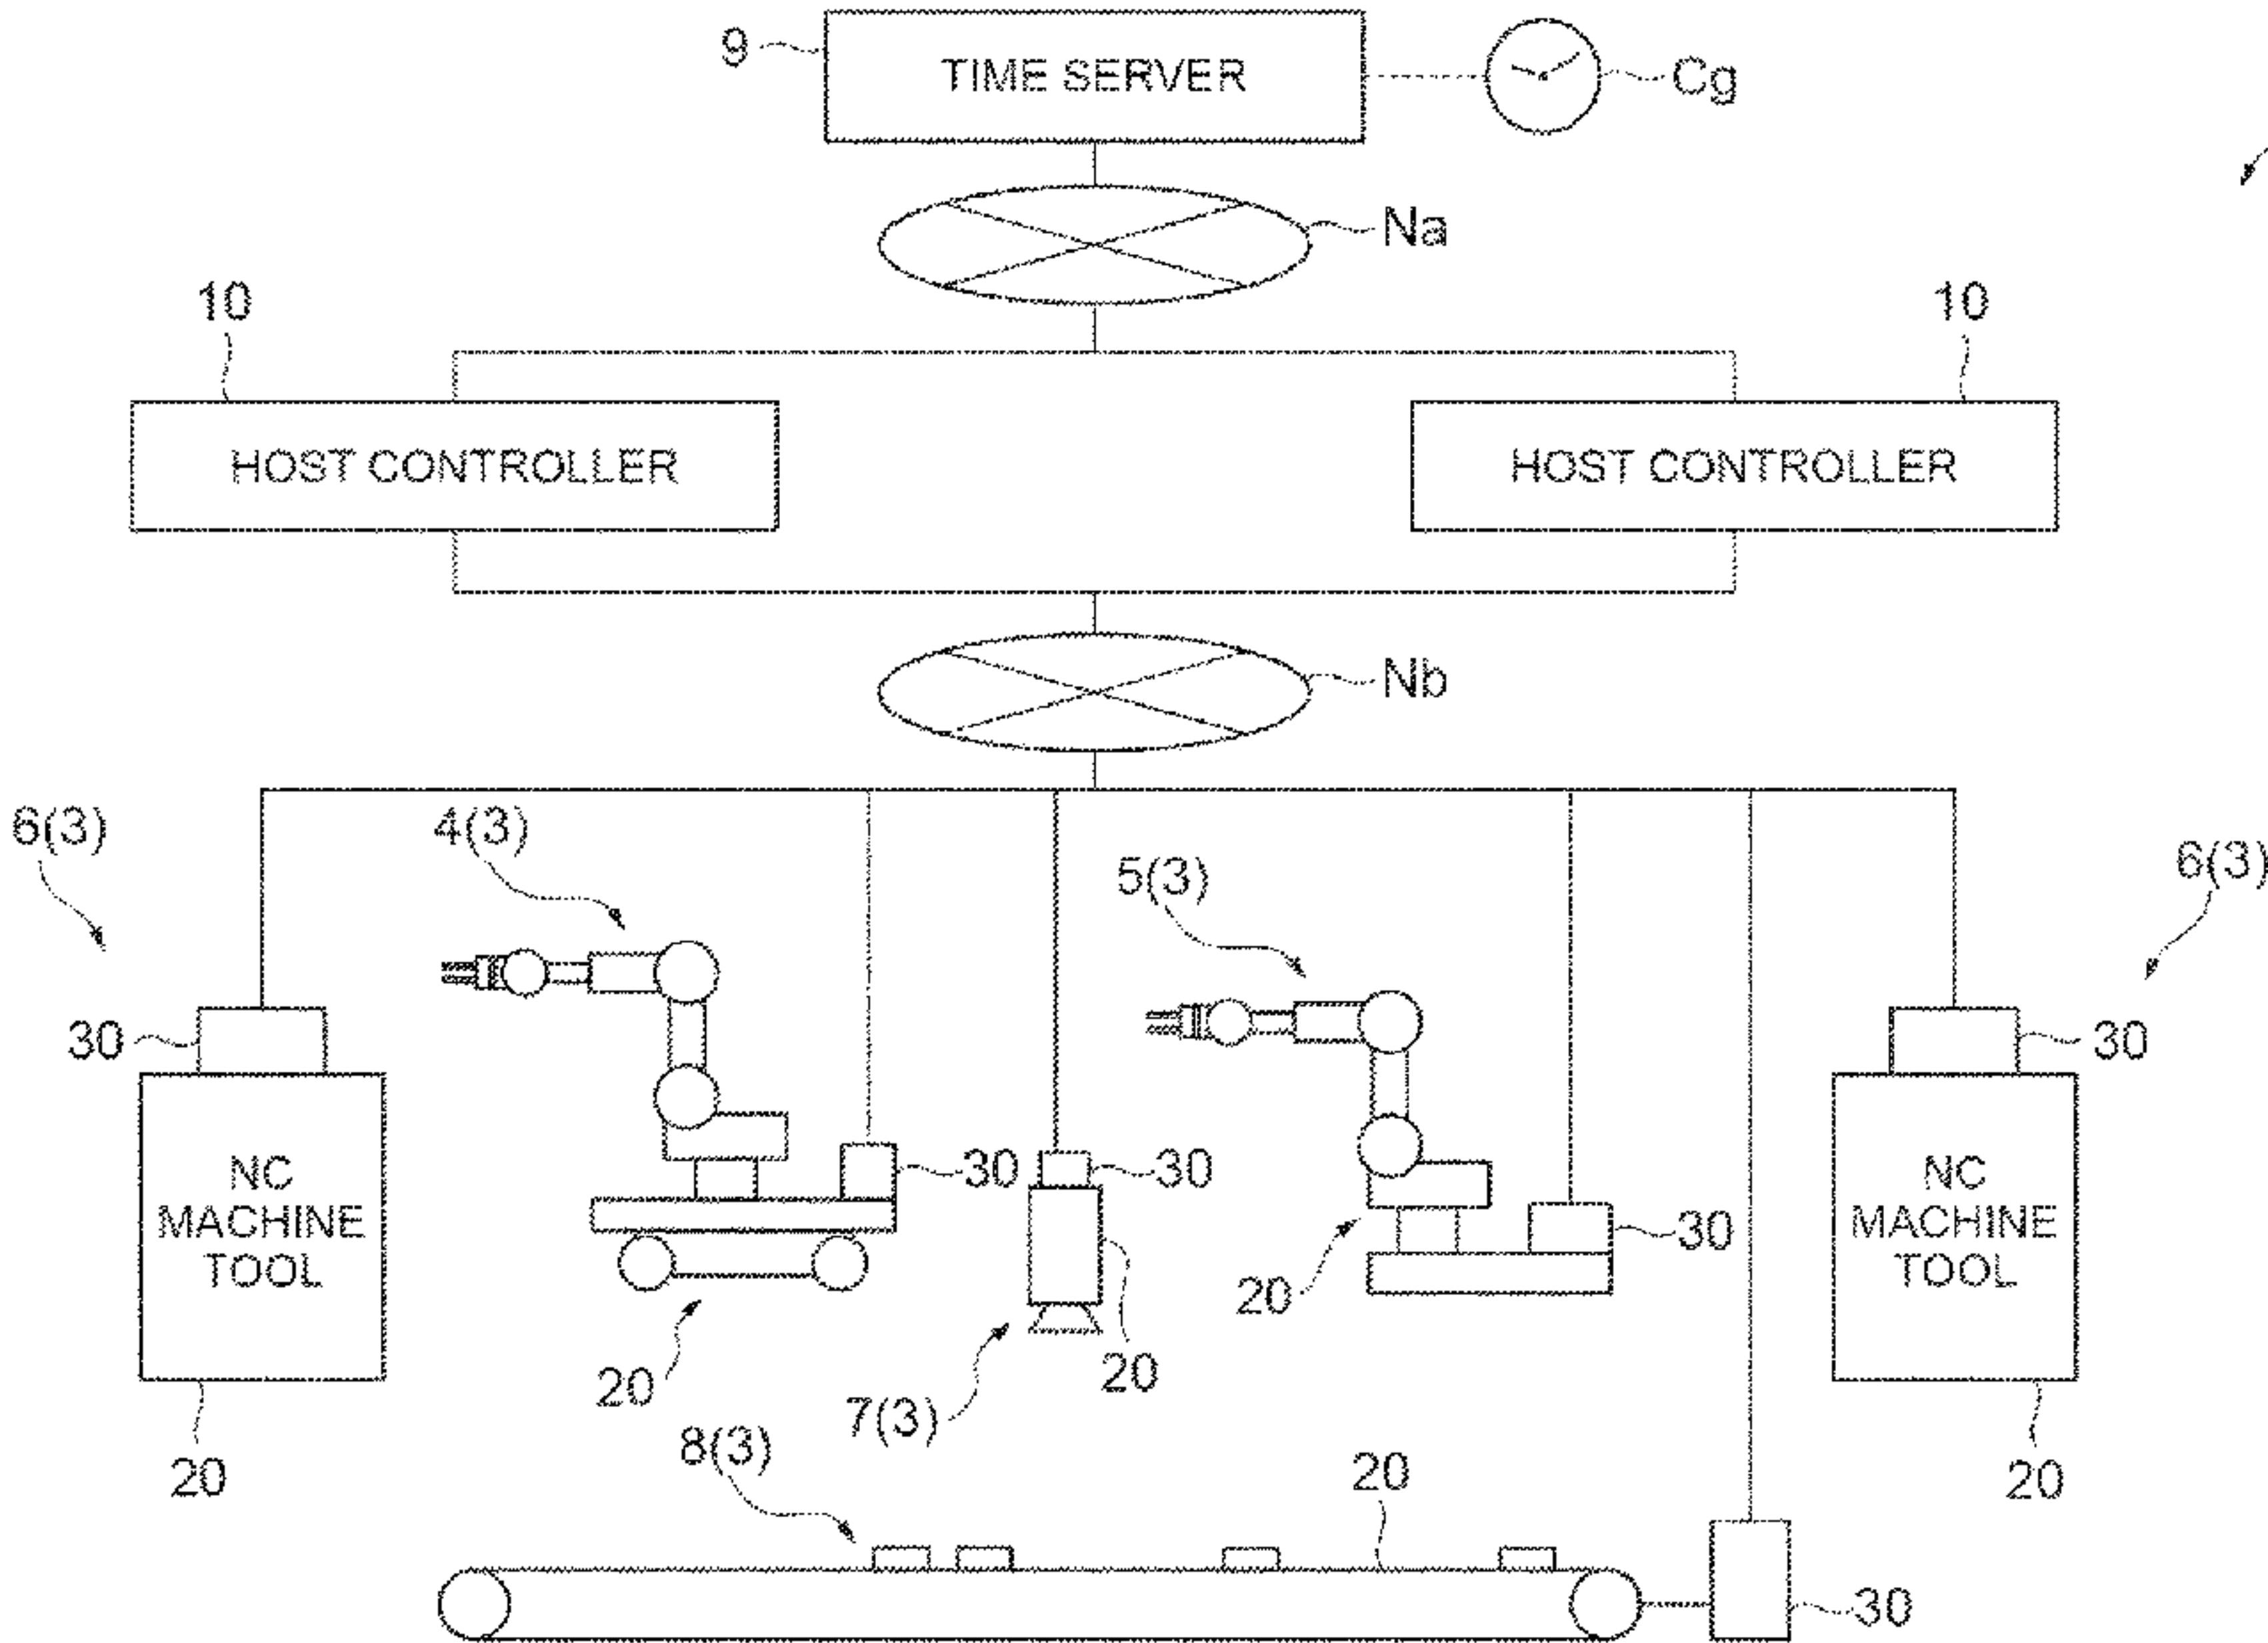 9
TIME SERVER
Cg
Na
10
10
HOST CONTROLLER
HOST CONTROLLER
Nb
6(3)
4(3)
5(3)
6(3)
30
30
30
30
30
NC
MACHINE
TOOL
NC
MACHINE
TOOL
20
20
20
7(3)
8(3)
20
20
20
30